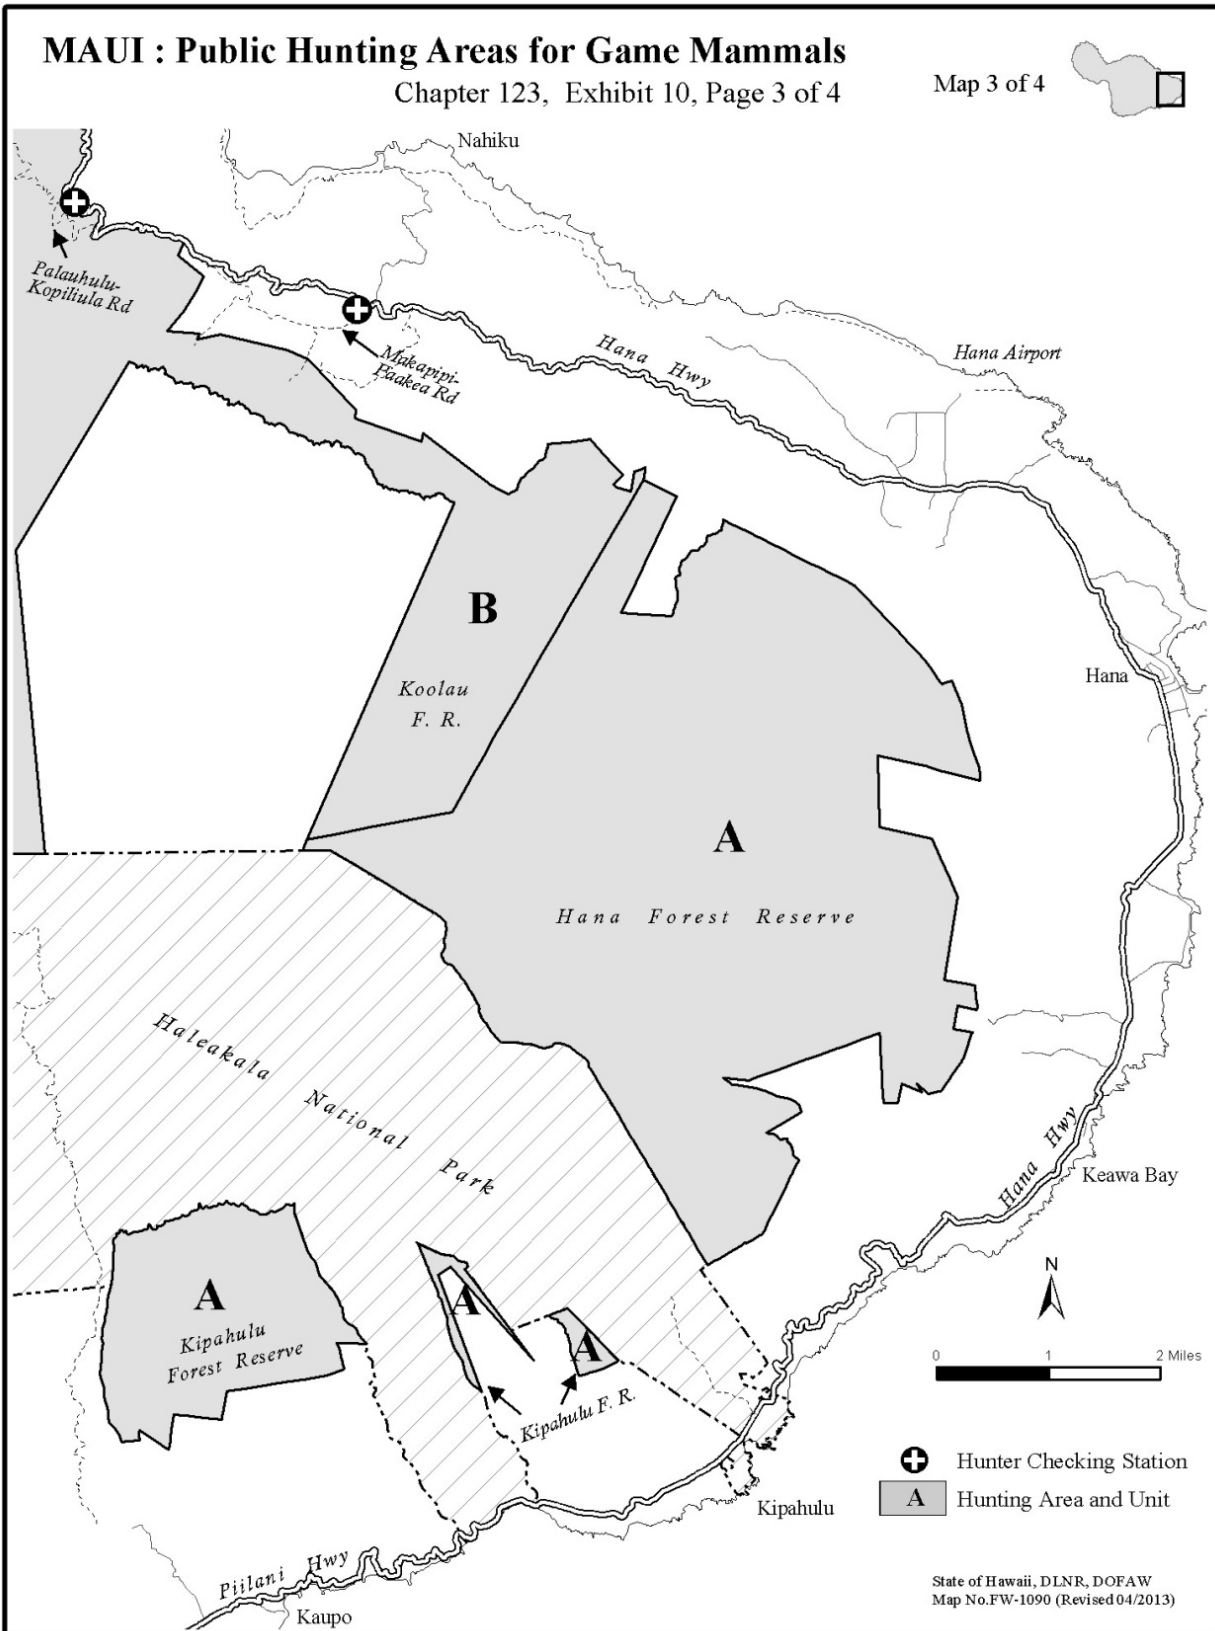 MAUI : Public Hunting Areas for Game Mammals
Chapter 123, Exhibit 10, Page 3 of 4
Map 3 of 4
Nahiku
Palauhulu-
Kopiliula Rd
Makapipi-
Paakea Rd
Hana Hwy
Hana Airport
B
Koolau
F. R.
Hana
A
Hana Forest Reserve
Haleakala National Park
Hana Hwy
Keawa Bay
A
Kipahulu
Forest Reserve
A
A
Kipahulu F. R.
N
0 1 2 Miles
Hunter Checking Station
A Hunting Area and Unit
Kipahulu
Piilani Hwy
Kaupo
State of Hawaii, DLNR, DOFAW
Map No.FW-1090 (Revised 04/2013)